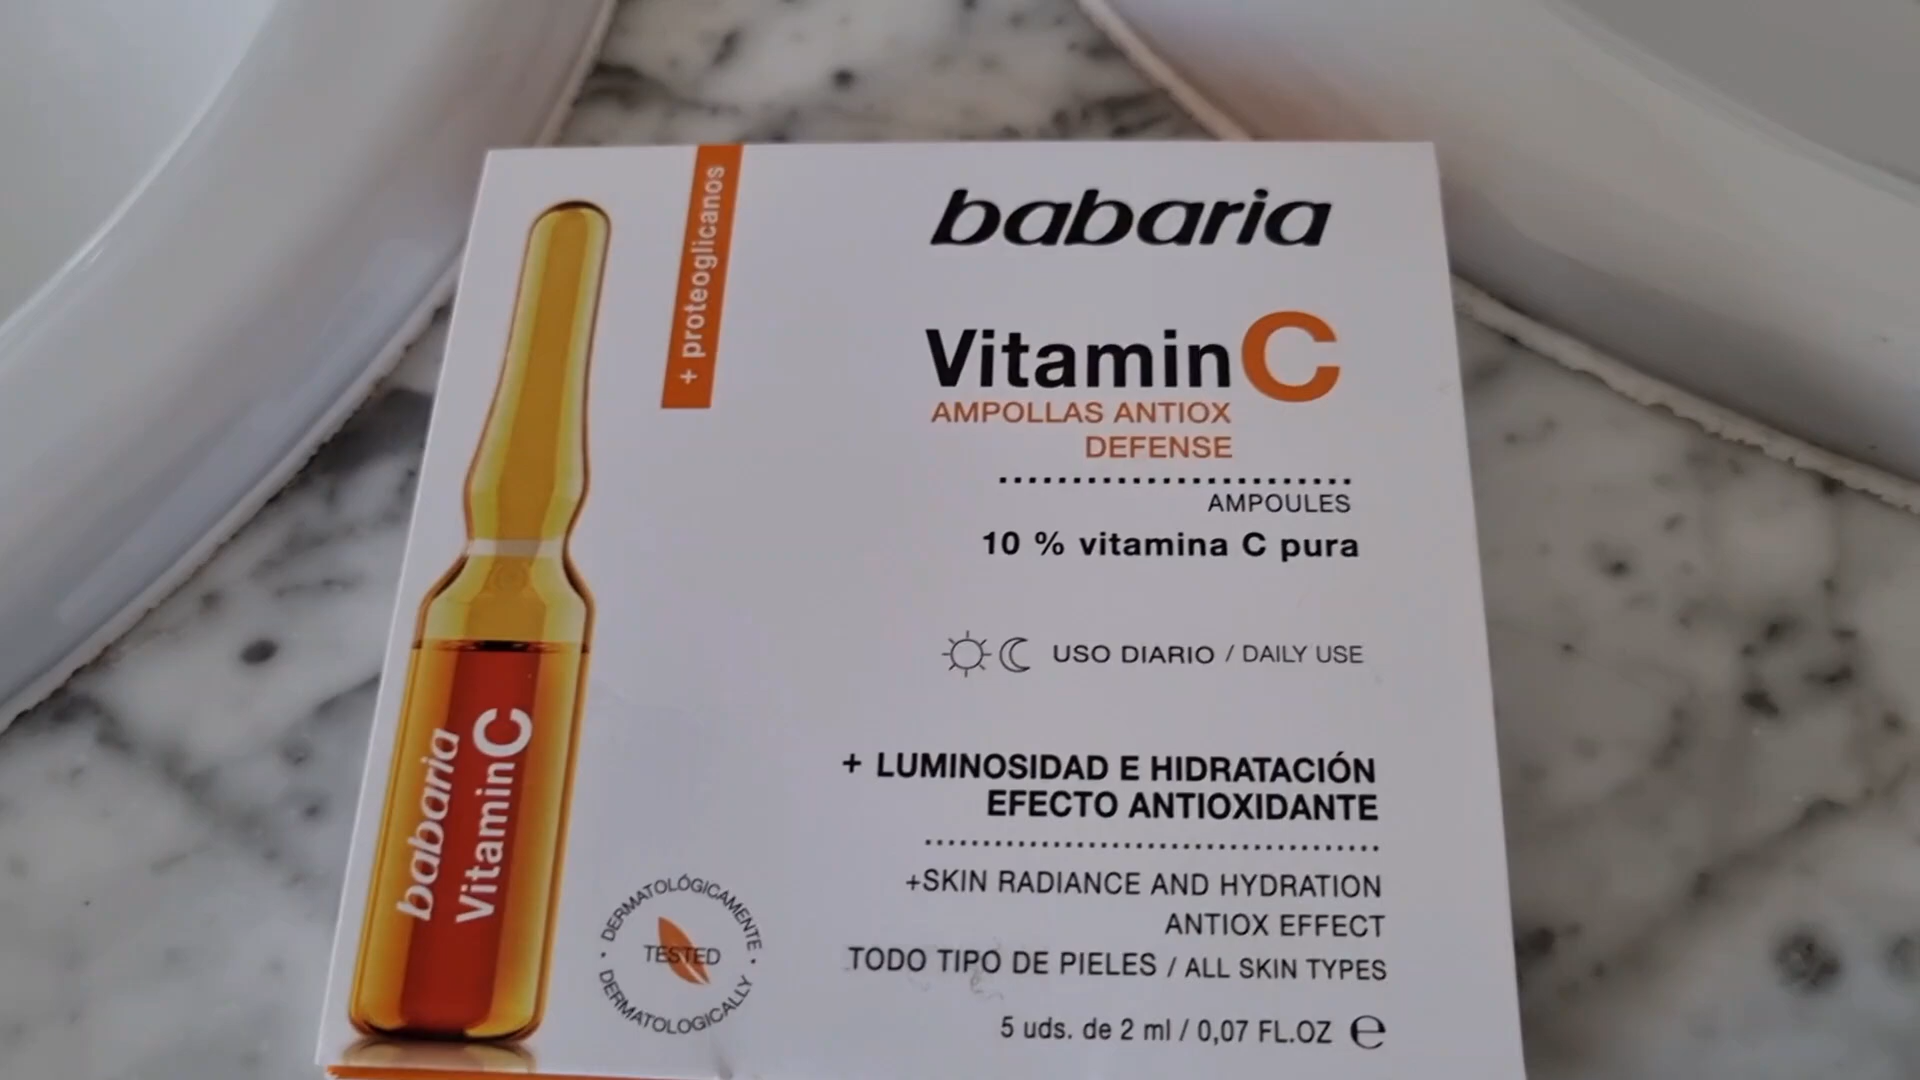 + proteoglicanos
babaria
VitaminC
AMPOLLAS ANTIOX
DEFENSE
AMPOULES
10 % vitamina C pura
USO DIARIO / DAILY USE
+ LUMINOSIDAD E HIDRATACIÓN
EFECTO ANTIOXIDANTE
+SKIN RADIANCE AND HYDRATION
ANTIOX EFFECT
TODO TIPO DE PIELES / ALL SKIN TYPES
5 uds. de 2 ml / 0,07 FL.OZ ℮
babaria
VitaminC
DERMATOLÓGICAMENTE
TESTED
DERMATOLOGICALLY